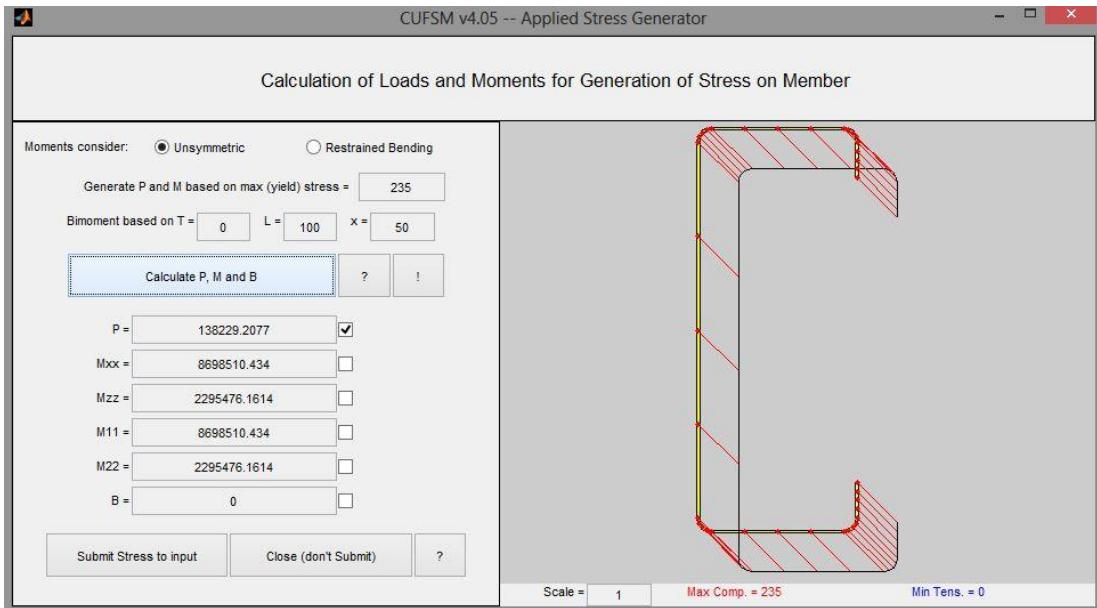 CUFSM v4.05 -- Applied Stress Generator
Calculation of Loads and Moments for Generation of Stress on Member
Moments consider: Unsymmetric Restrained Bending
Generate P and M based on max (yield) stress = 235
Bimoment based on T = 0 L = 100 x = 50
Calculate P, M and B ? !
P = 138229.2077
Mxx = 8698510.434
Mzz = 2295476.1614
M11 = 8698510.434
M22 = 2295476.1614
B = 0
Submit Stress to input Close (don't Submit) ?
Scale = 1 Max Comp. = 235 Min Tens. = 0